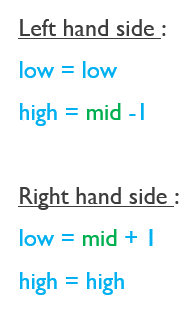 Left hand side :
low = low
high = mid -1
Right hand side :
low = mid + 1
high = high